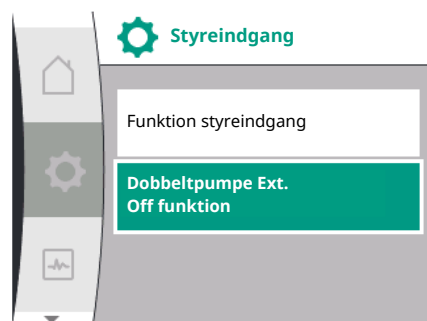 Styreindgang
Funktion styreindgang
Dobbeltpumpe Ext.
Off funktion